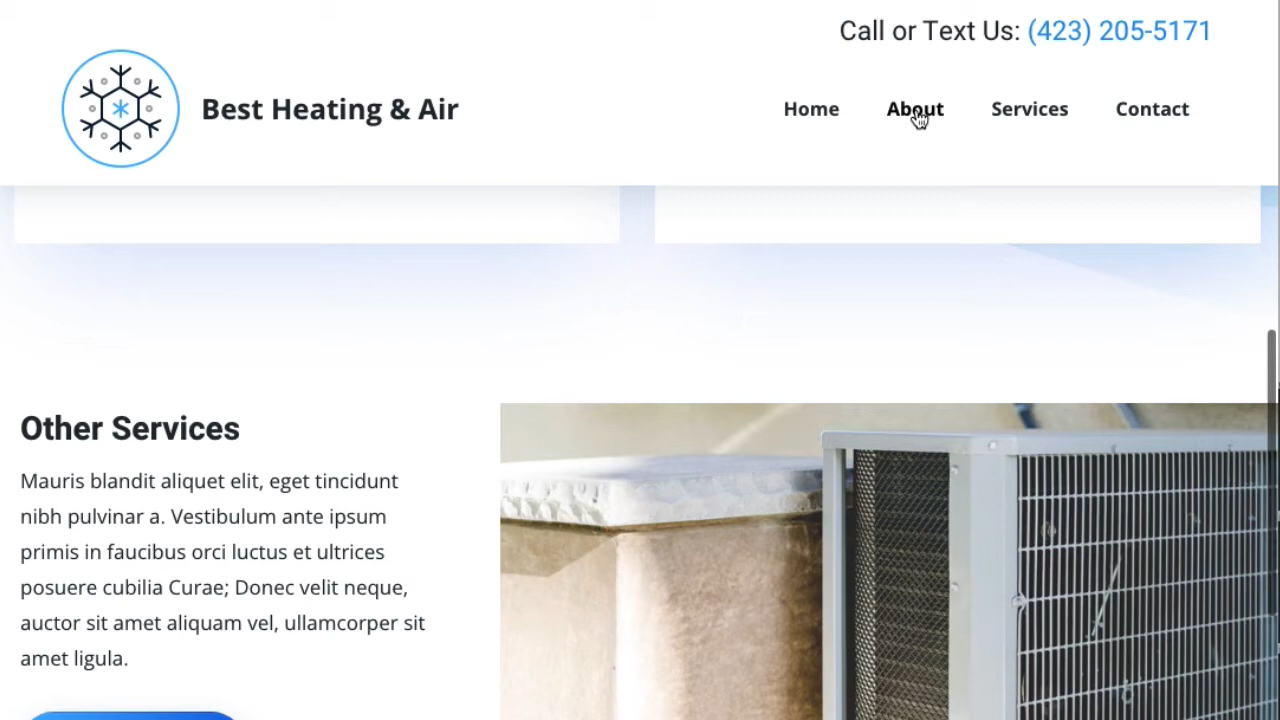 Call or Text Us: (423) 205-5171
Best Heating & Air
Home About Services Contact
Other Services
Mauris blandit aliquet elit, eget tincidunt
nibh pulvinar a. Vestibulum ante ipsum
primis in faucibus orci luctus et ultrices
posuere cubilia Curae; Donec velit neque,
auctor sit amet aliquam vel, ullamcorper sit
amet ligula.